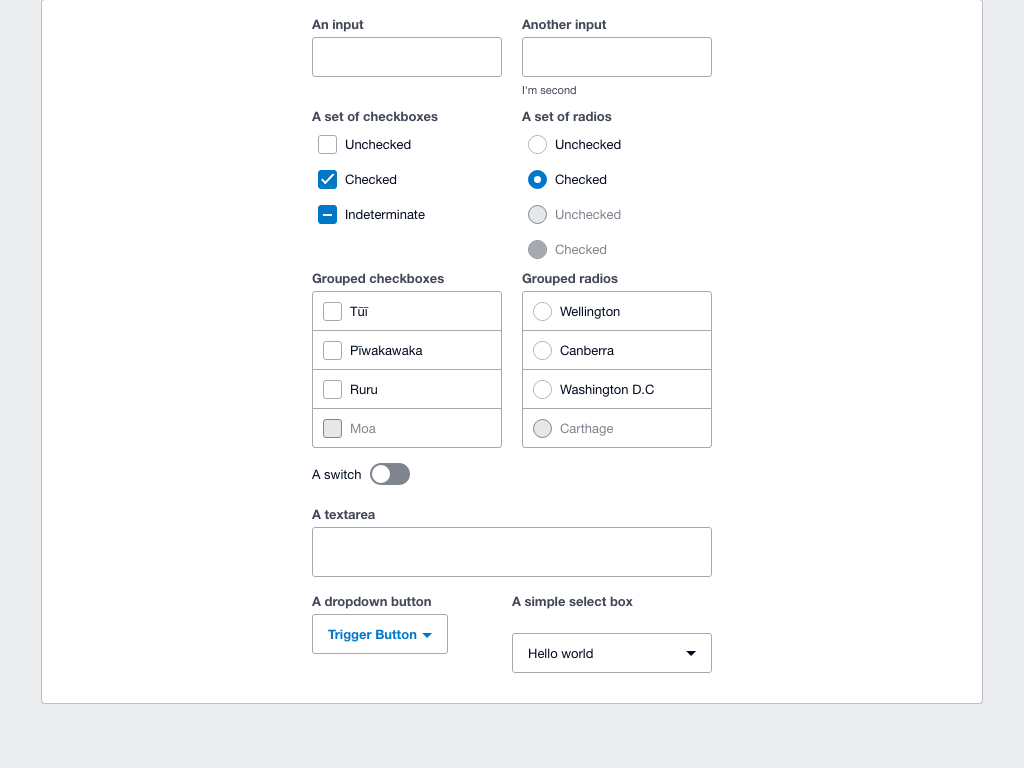 An input
Another input
I'm second
A set of checkboxes
A set of radios
Unchecked
Unchecked
Checked
Checked
Indeterminate
Unchecked
Checked
Grouped checkboxes
Grouped radios
Tūī
Wellington
Pīwakawaka
Canberra
Ruru
Washington D.C
Moa
Carthage
A switch
A textarea
A dropdown button
A simple select box
Trigger Button
Hello world